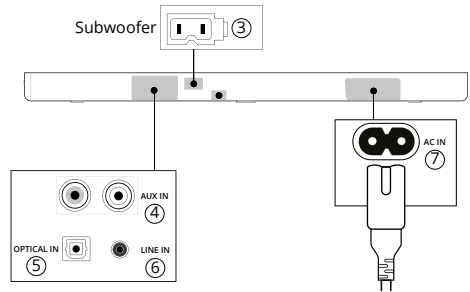 Subwoofer ③
AC IN
⑦
AUX IN
④
OPTICAL IN
⑤
LINE IN
⑥